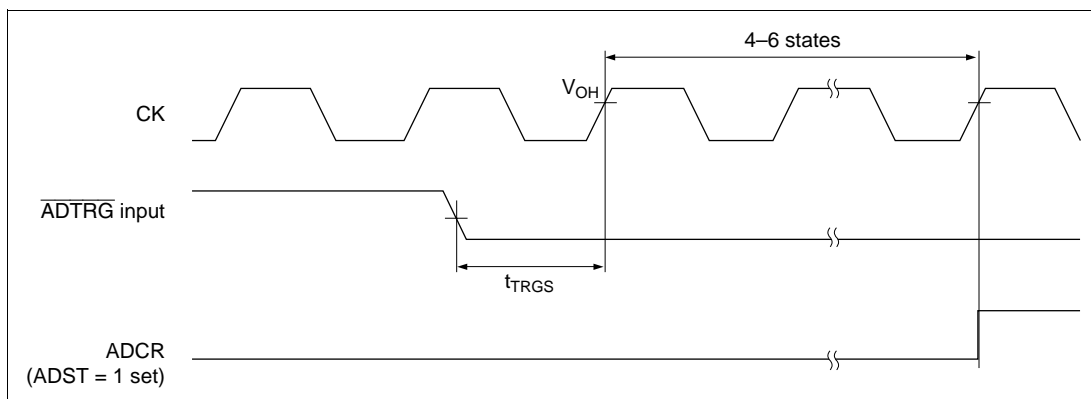 4–6 states
VOH
CK
ADTRG input
tTRGS
ADCR
(ADST = 1 set)